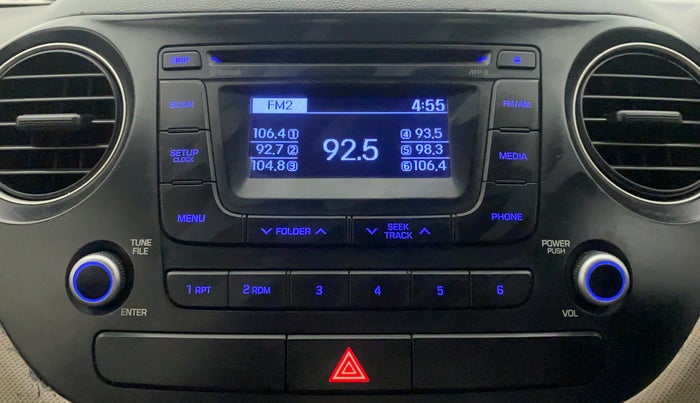 DISP
MP3
SCAN
FM2 4:55
FM/AM
106,4 1 4 93,5
92,7 2 92.5 5 98,3
104,8 3 6 106,4
SETUP
CLOCK
MEDIA
MENU
FOLDER
SEEK
TRACK
PHONE
TUNE
FILE
POWER
PUSH
1 RPT 2 RDM 3 4 5 6
ENTER
VOL